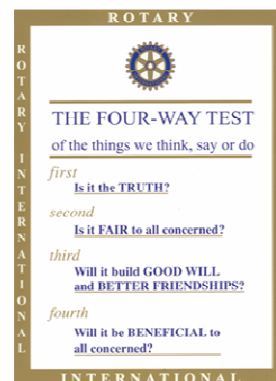 ROTARY
ROTARY INTERNATIONAL
THE FOUR-WAY TEST
of the things we think, say or do
first
Is it the TRUTH?
second
Is it FAIR to all concerned?
third
Will it build GOOD WILL
and BETTER FRIENDSHIPS?
fourth
Will it be BENEFICIAL to
all concerned?
INTERNATIONAL